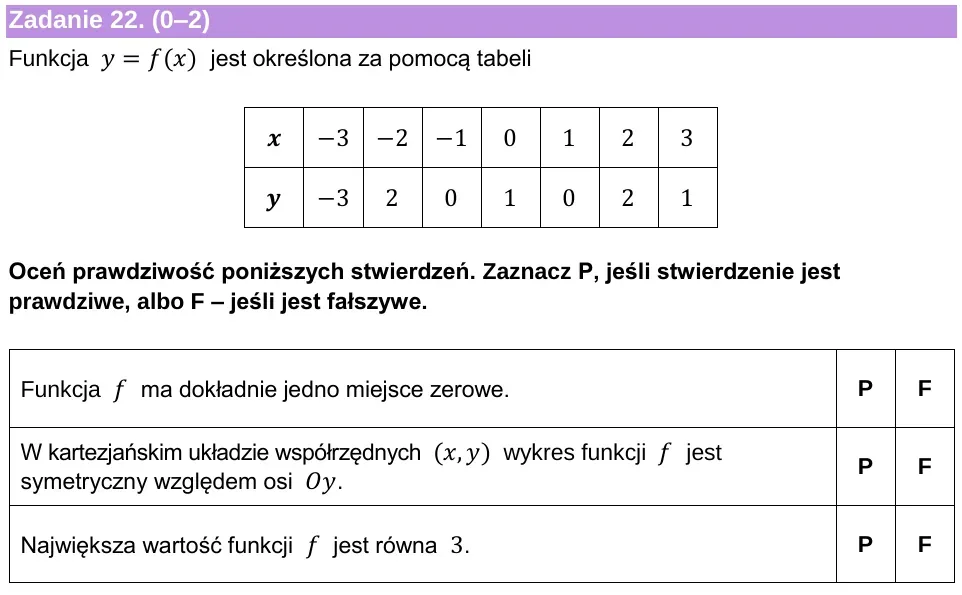 Zadanie 22. (0–2)
Funkcja y = f(x) jest określona za pomocą tabeli
x −3 −2 −1 0 1 2 3
y −3 2 0 1 0 2 1
Oceń prawdziwość poniższych stwierdzeń. Zaznacz P, jeśli stwierdzenie jest
prawdziwe, albo F – jeśli jest fałszywe.
Funkcja f ma dokładnie jedno miejsce zerowe. P F
W kartezjańskim układzie współrzędnych (x, y) wykres funkcji f jest
symetryczny względem osi Oy. P F
Największa wartość funkcji f jest równa 3. P F